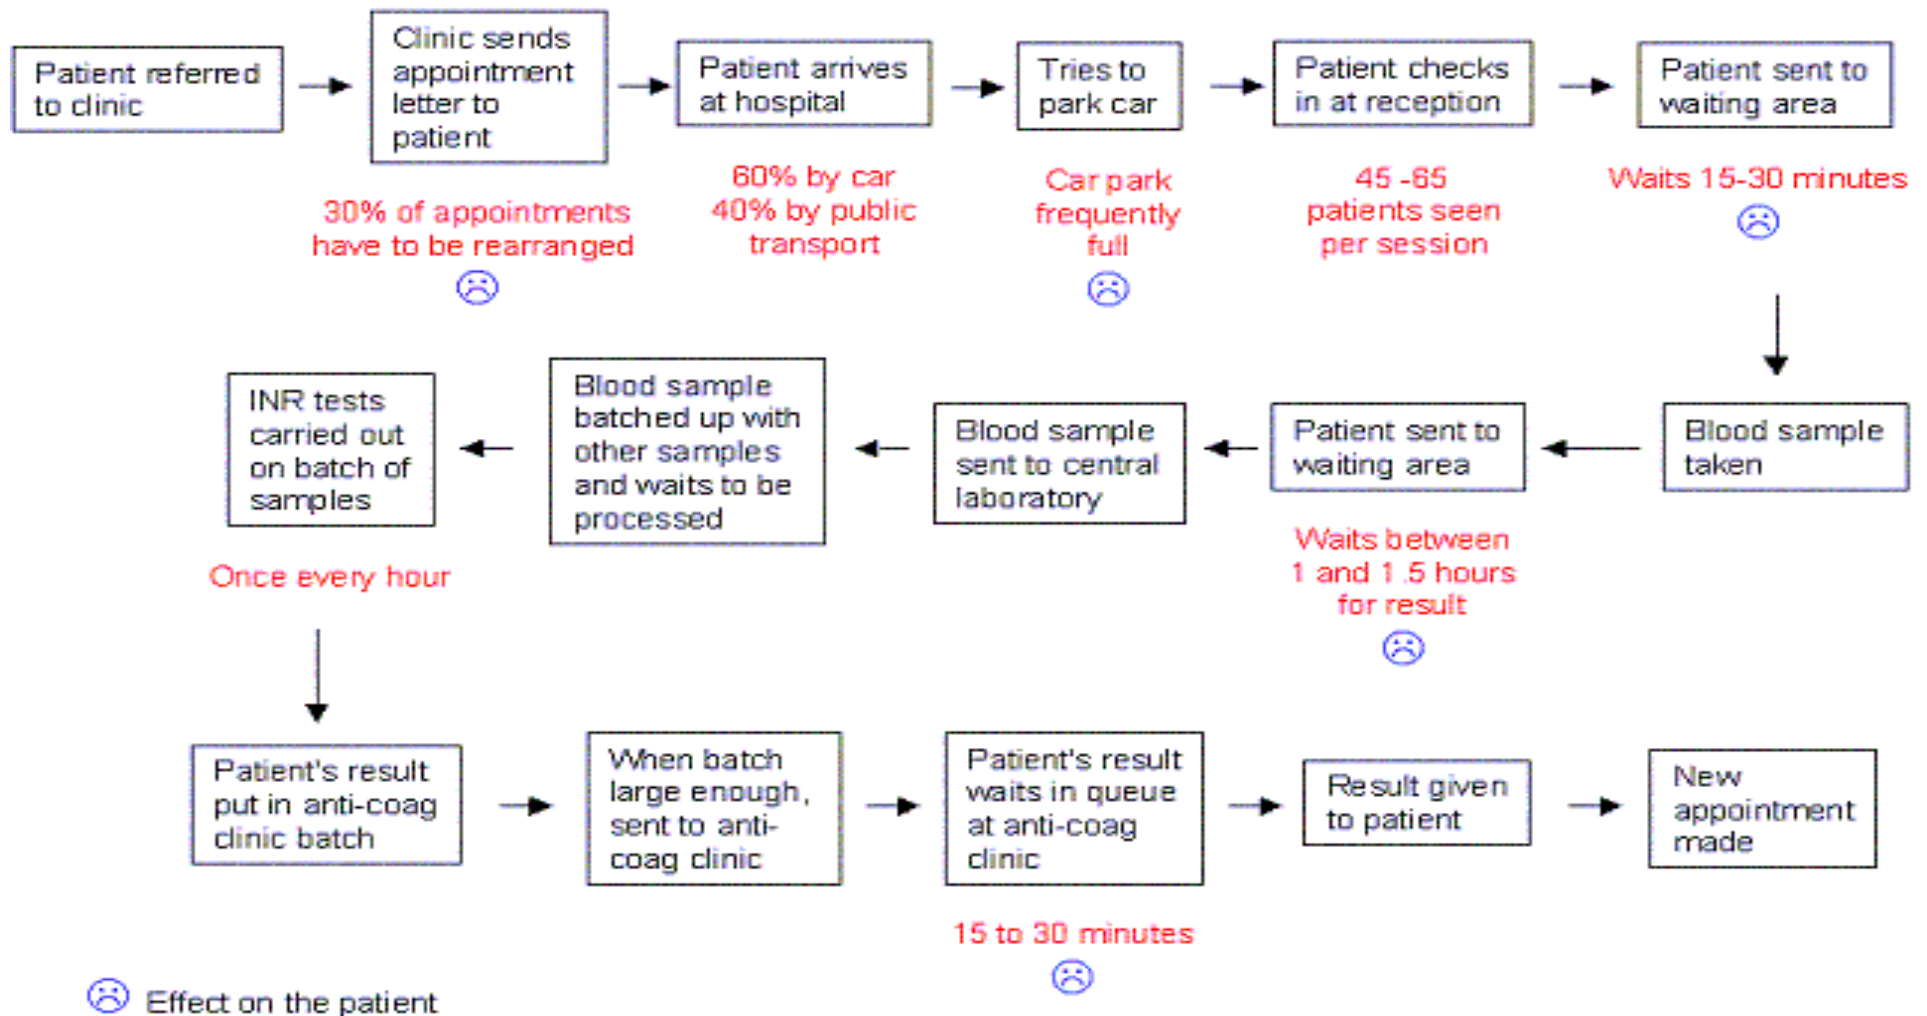 Patient referred
to clinic
Clinic sends
appointment
letter to
patient
30% of appointments
have to be rearranged
Patient arrives
at hospital
60% by car
40% by public
transport
Tries to
park car
Car park
frequently
full
Patient checks
in at reception
45 -65
patients seen
per session
Patient sent to
waiting area
Waits 15-30 minutes
Blood sample
taken
Patient sent to
waiting area
Waits between
1 and 1.5 hours
for result
Blood sample
sent to central
laboratory
Blood sample
batched up with
other samples
and waits to be
processed
INR tests
carried out
on batch of
samples
Once every hour
Patient's result
put in anti-coag
clinic batch
When batch
large enough,
sent to anti-
coag clinic
Patient's result
waits in queue
at anti-coag
clinic
15 to 30 minutes
Result given
to patient
New
appointment
made
Effect on the patient